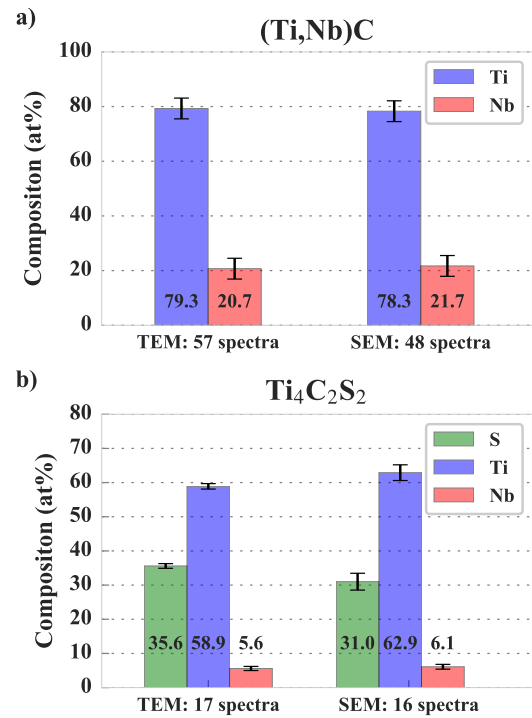 a)
(Ti,Nb)C
Compositon (at%)
100
80
60
40
20
0
Ti
Nb
79.3 20.7 78.3 21.7
TEM: 57 spectra SEM: 48 spectra
b)
Ti₄C₂S₂
Compositon (at%)
80
70
60
50
40
30
20
10
0
S
Ti
Nb
35.6 58.9 5.6 31.0 62.9 6.1
TEM: 17 spectra SEM: 16 spectra